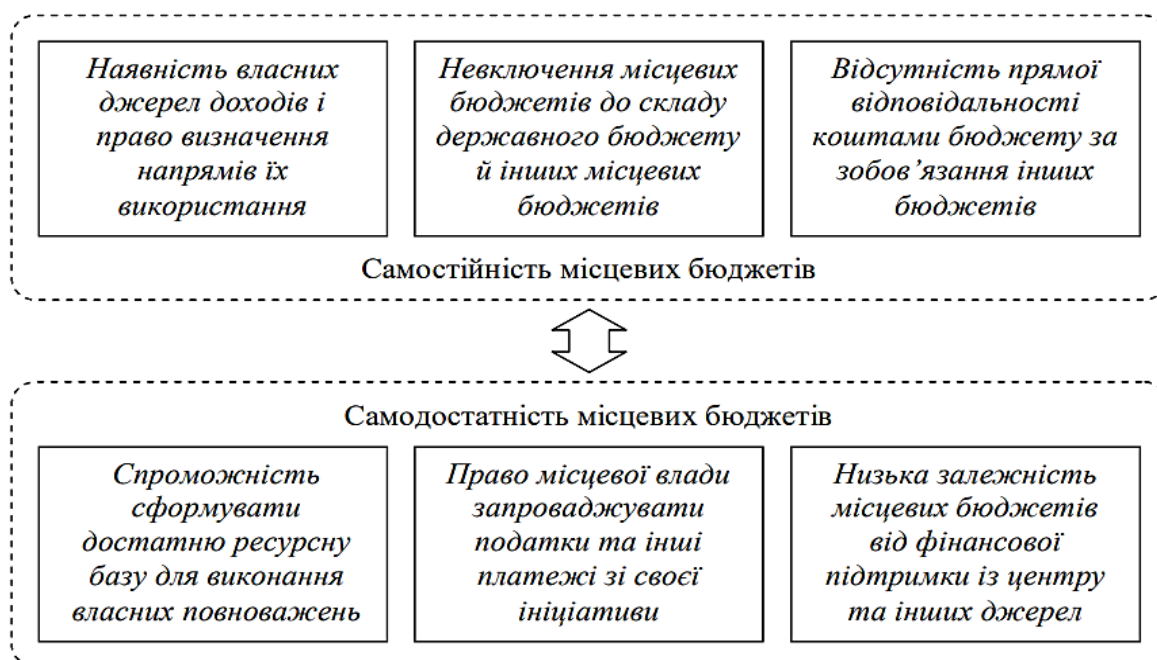 Наявність власних
джерел доходів і
право визначення
напрямів їх
використання
Невключення місцевих
бюджетів до складу
державного бюджету
й інших місцевих
бюджетів
Відсутність прямої
відповідальності
коштами бюджету за
зобов’язання інших
бюджетів
Самостійність місцевих бюджетів
Самодостатність місцевих бюджетів
Спроможність
сформувати
достатню ресурсну
базу для виконання
власних повноважень
Право місцевої влади
запроваджувати
податки та інші
платежі зі своєї
ініціативи
Низька залежність
місцевих бюджетів
від фінансової
підтримки із центру
та інших джерел